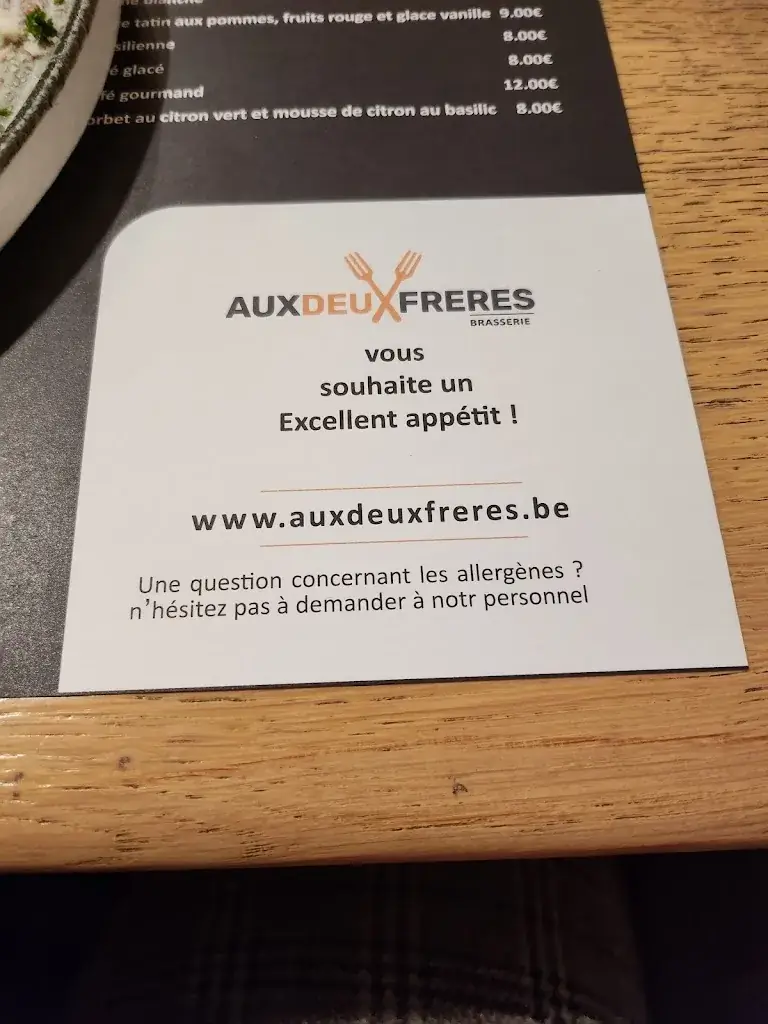 tatin aux pommes, fruits rouge et glace vanille 9.00€
8.00€
glacé 8.00€
gourmand 12.00€
au citron vert et mousse de citron au basilic 8.00€
AUXDEUXFRERES
BRASSERIE
vous
souhaite un
Excellent appétit !
www.auxdeuxfreres.be
Une question concernant les allergènes ?
n'hésitez pas à demander à notr personnel